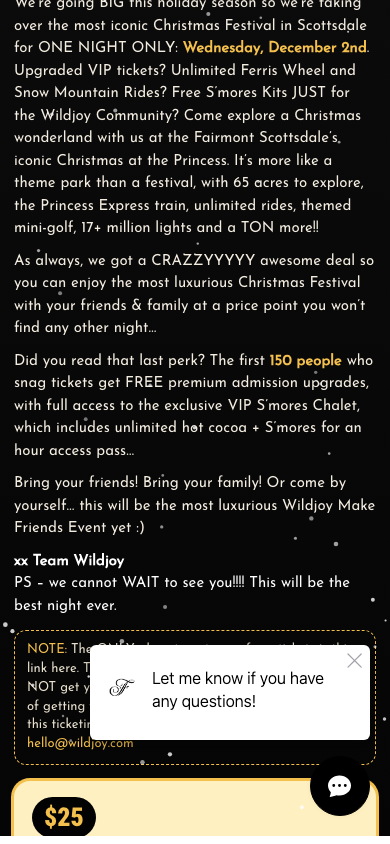 We're going BIG this holiday season so we're taking
over the most iconic Christmas Festival in Scottsdale
for ONE NIGHT ONLY: Wednesday, December 2nd.
Upgraded VIP tickets? Unlimited Ferris Wheel and
Snow Mountain Rides? Free S'mores Kits JUST for
the Wildjoy Community? Come explore a Christmas
wonderland with us at the Fairmont Scottsdale's
iconic Christmas at the Princess. It's more like a
theme park than a festival, with 65 acres to explore,
the Princess Express train, unlimited rides, themed
mini-golf, 17+ million lights and a TON more!!
As always, we got a CRAZZYYYYY awesome deal so
you can enjoy the most luxurious Christmas Festival
with your friends & family at a price point you won't
find any other night...
Did you read that last perk? The first 150 people who
snag tickets get FREE premium admission upgrades,
with full access to the exclusive VIP S'mores Chalet,
which includes unlimited hot cocoa + S'mores for an
hour access pass...
Bring your friends! Bring your family! Or come by
yourself... this will be the most luxurious Wildjoy Make
Friends Event yet :)
xx Team Wildjoy
PS – we cannot WAIT to see you!!!! This will be the
best night ever.
NOTE: The
link here. T
NOT get y
of getting
this ticketin
hello@wildjoy.com
Let me know if you have
any questions!
$25